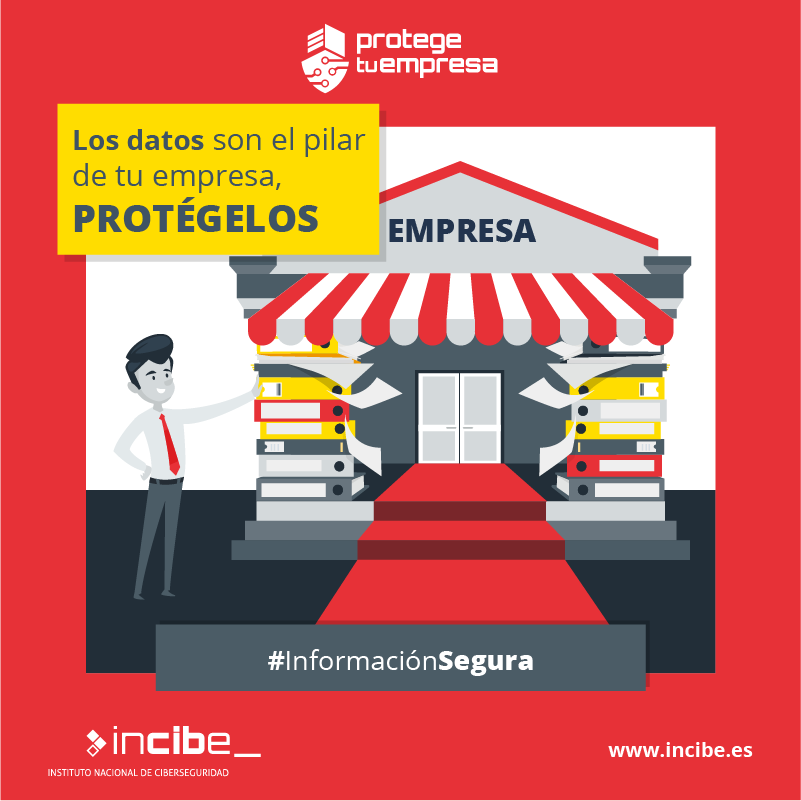 protege
tuempresa
Los datos son el pilar
de tu empresa,
PROTÉGELOS
EMPRESA
#InformaciónSegura
incibe_
INSTITUTO NACIONAL DE CIBERSEGURIDAD
www.incibe.es